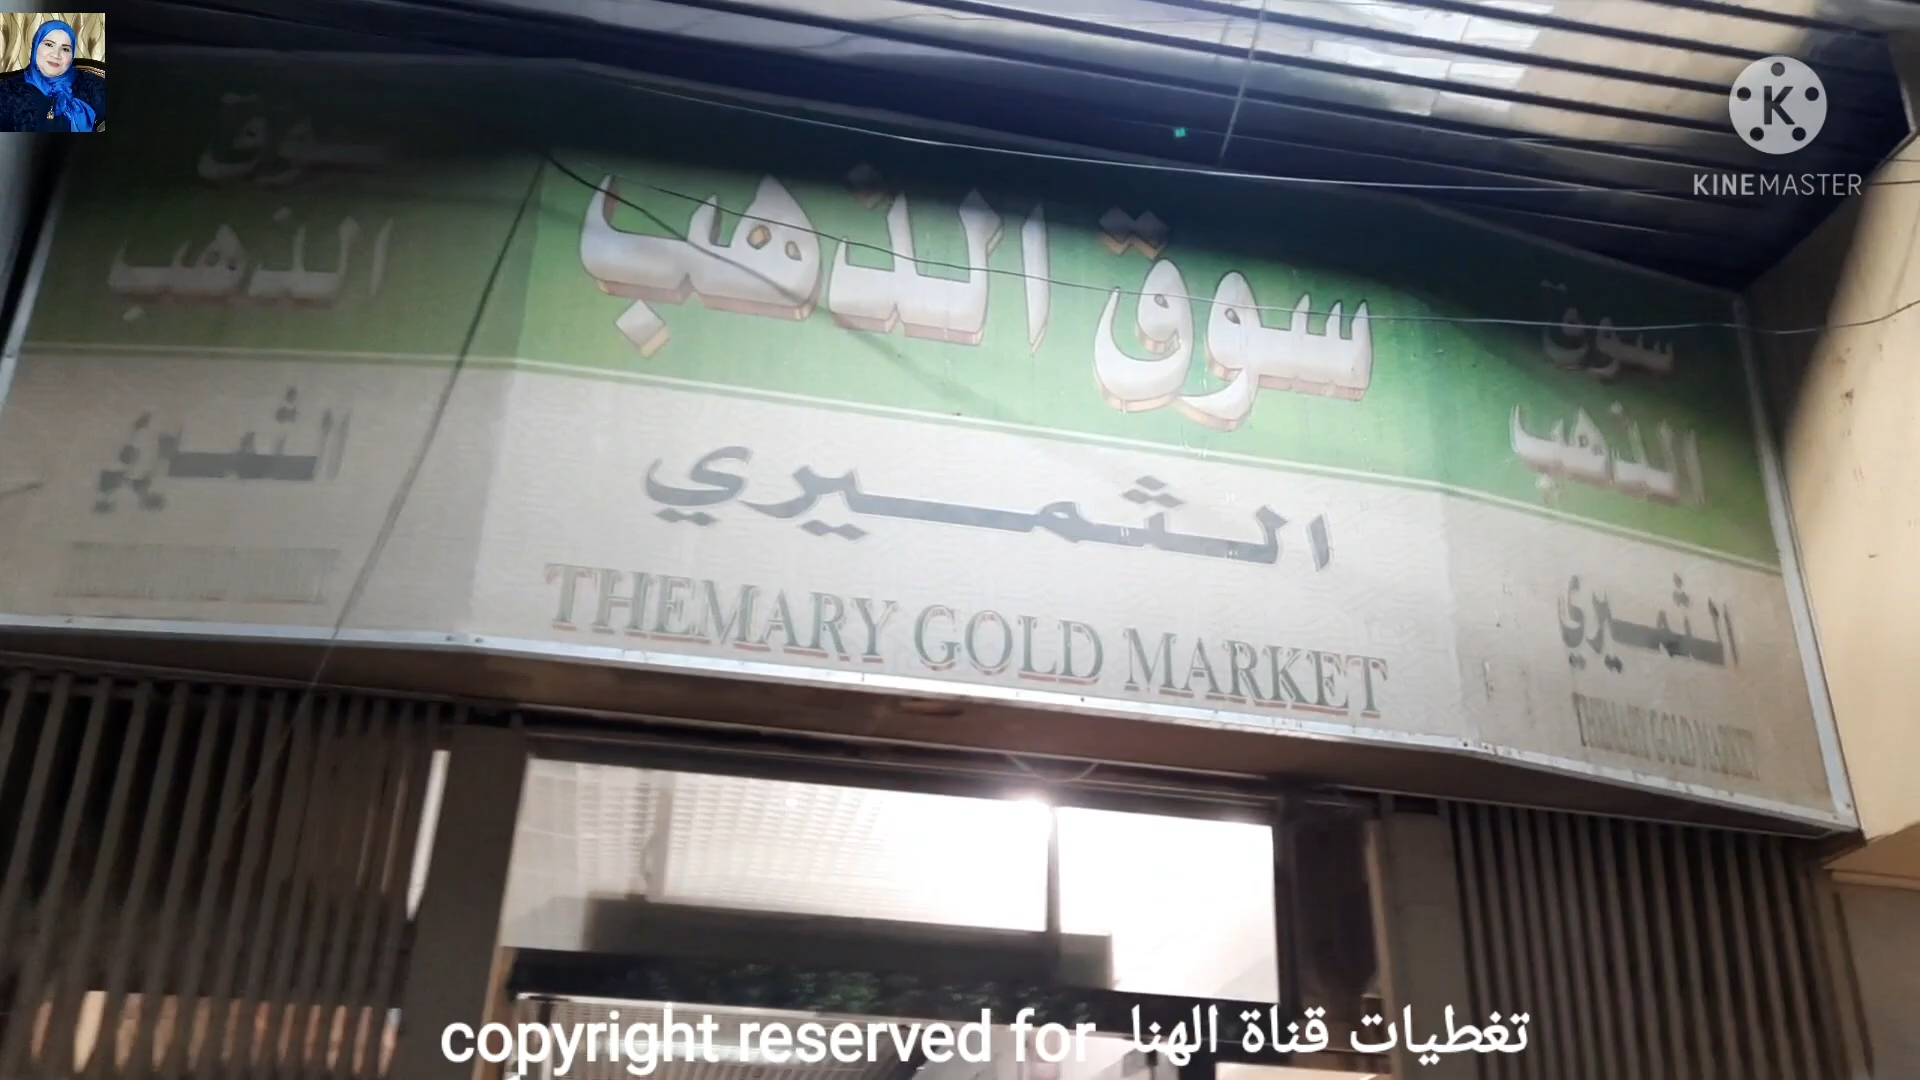 سوق الذهب
الثميري
THEMARY GOLD MARKET
سوق
الذهب
الثميري
THEMARY GOLD MARKET
سوق
الذهب
الثميري
KINEMASTER
copyright reserved for تغطيات قناة الهنا